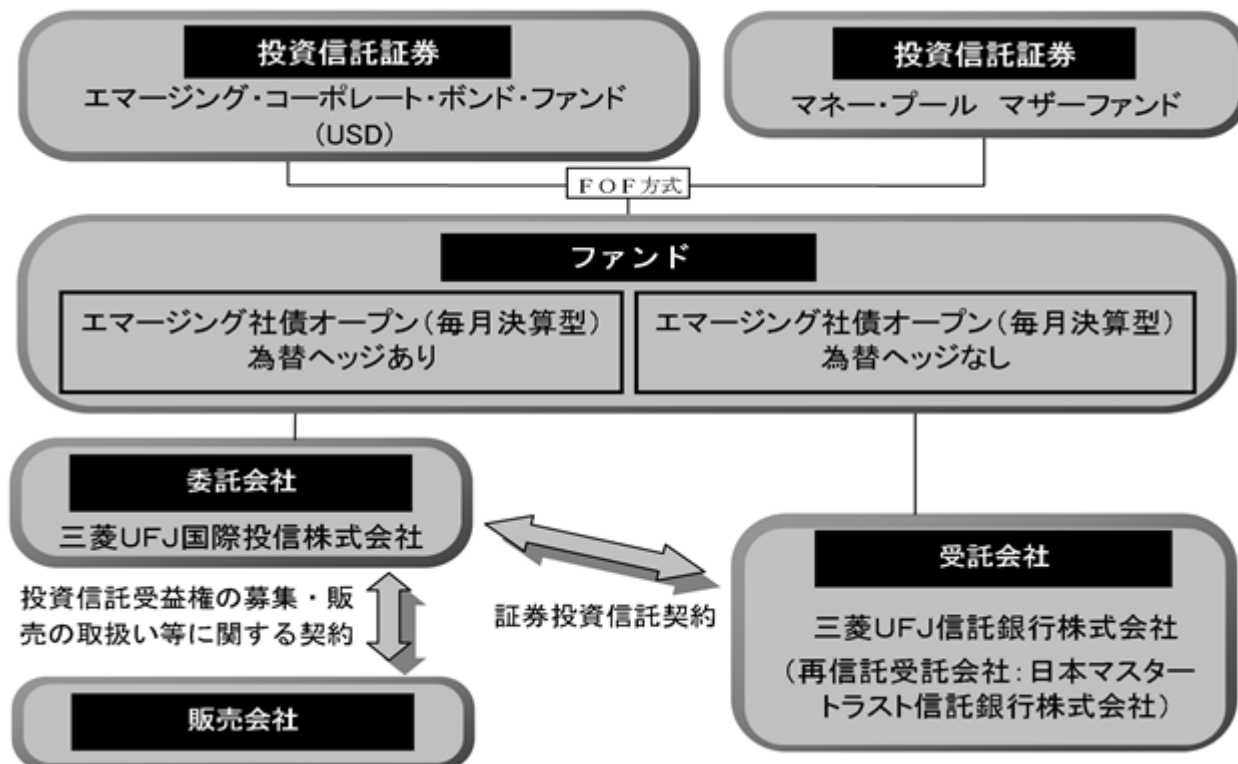 投資信託証券
エマージング・コーポレート・ボンド・ファンド
(USD)
投資信託証券
マネー・プール　マザーファンド
ＦＯＦ方式
ファンド
エマージング社債オープン(毎月決算型)
為替ヘッジあり
エマージング社債オープン(毎月決算型)
為替ヘッジなし
委託会社
三菱ＵＦＪ国際投信株式会社
投資信託受益権の募集・販
売の取扱い等に関する契約
証券投資信託契約
受託会社
三菱ＵＦＪ信託銀行株式会社
(再信託受託会社:日本マスター
トラスト信託銀行株式会社)
販売会社